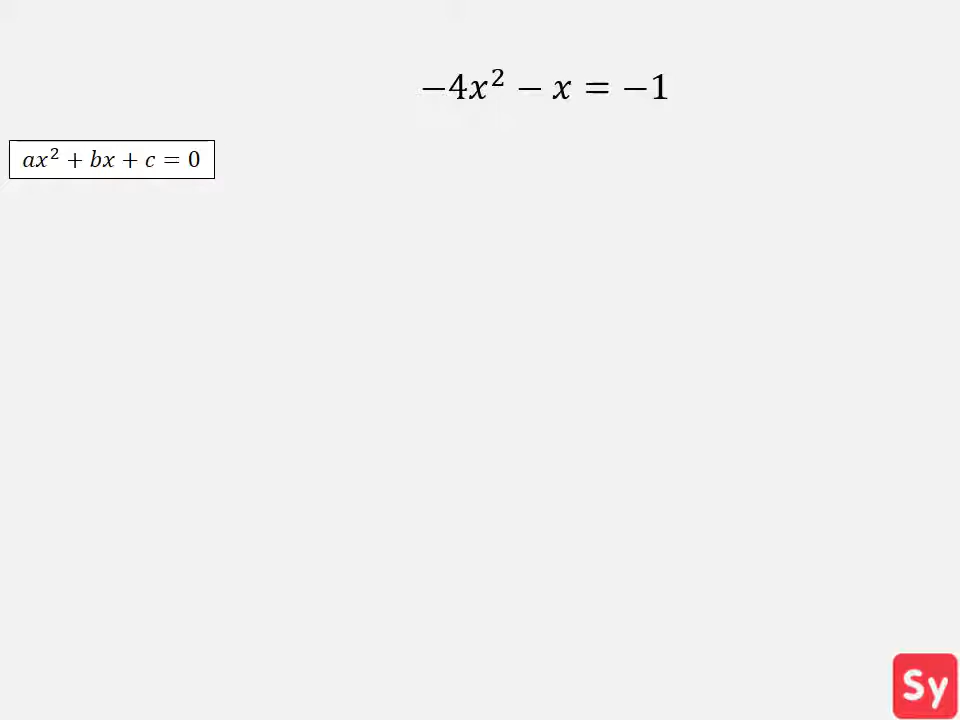 −4x² − x = −1
ax² + bx + c = 0
Sy